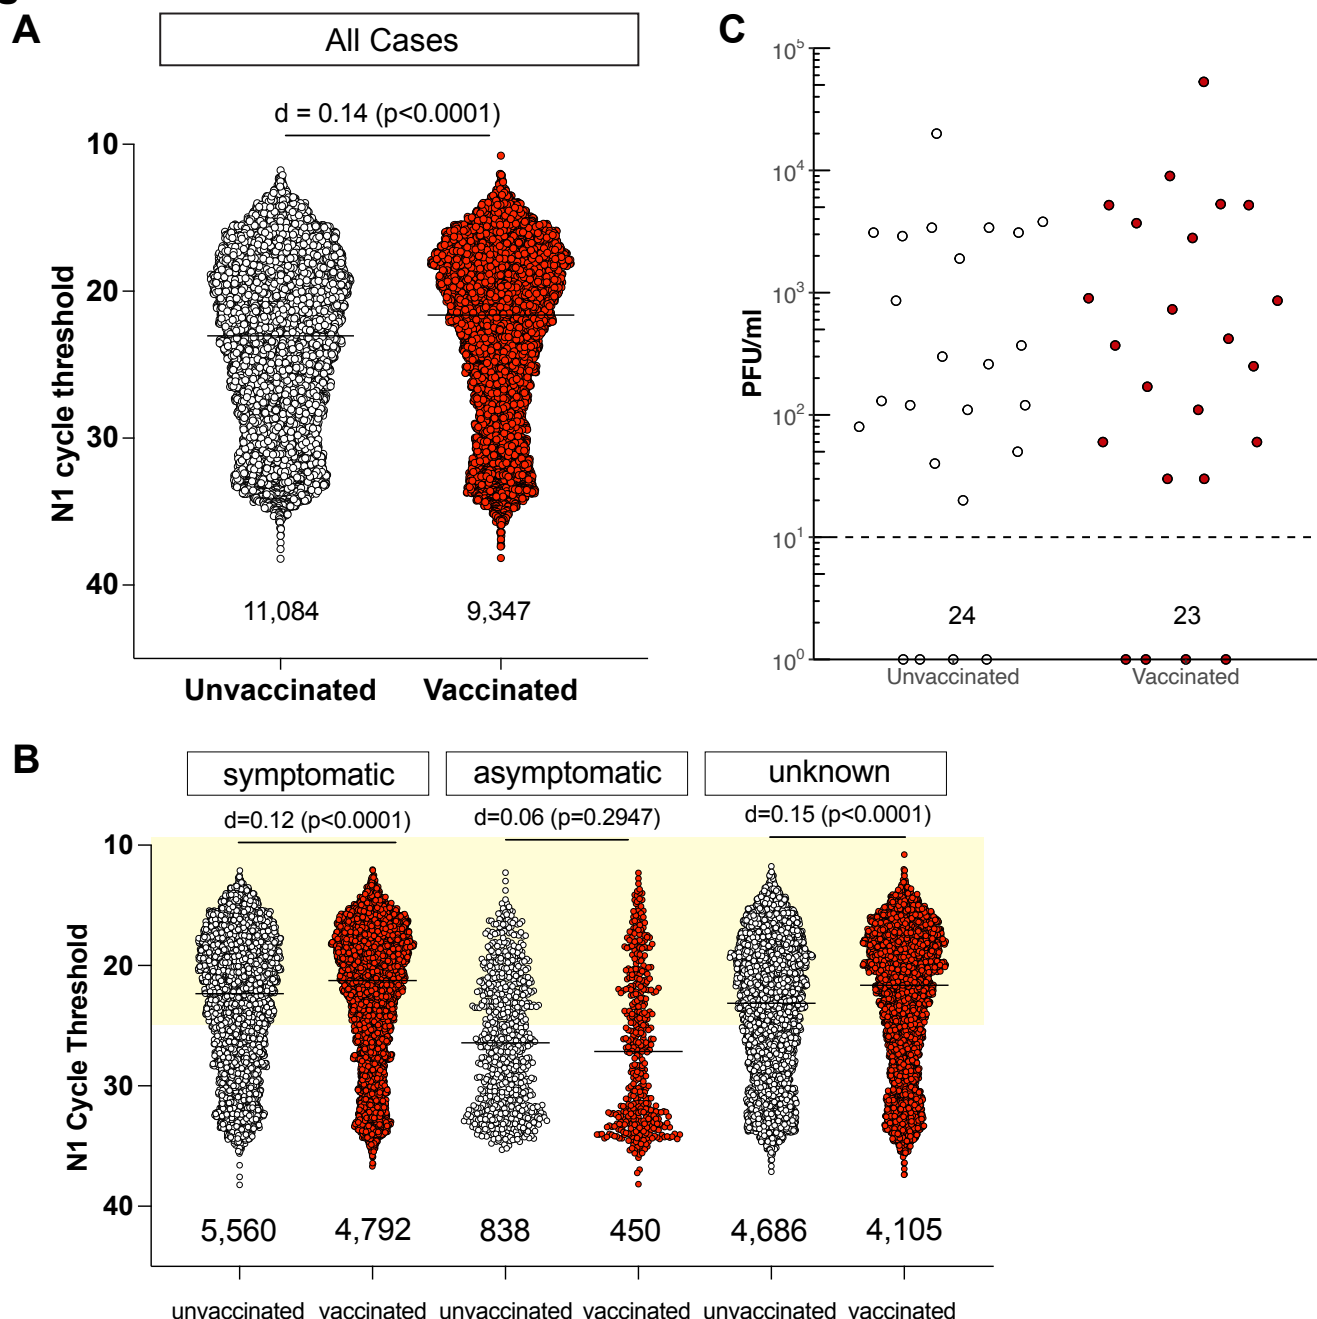 A
All Cases
d = 0.14 (p<0.0001)
N1 cycle threshold
10
20
30
40
11,084
9,347
Unvaccinated
Vaccinated
C
PFU/ml
10⁵
10⁴
10³
10²
10¹
10⁰
24
23
Unvaccinated
Vaccinated
B
symptomatic
asymptomatic
unknown
d=0.12 (p<0.0001)
d=0.06 (p=0.2947)
d=0.15 (p<0.0001)
N1 Cycle Threshold
10
20
30
40
5,560
4,792
838
450
4,686
4,105
unvaccinated
vaccinated
unvaccinated
vaccinated
unvaccinated
vaccinated